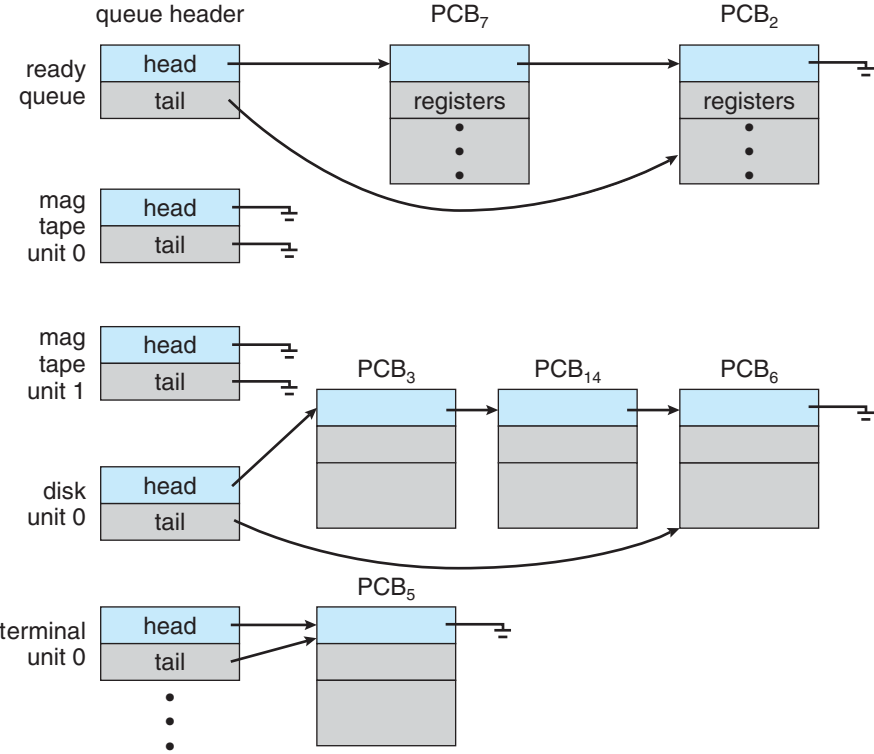 queue header
PCB₇
PCB₂
ready
queue
head
tail
registers
registers
mag
tape
unit 0
head
tail
mag
tape
unit 1
head
tail
PCB₃
PCB₁₄
PCB₆
disk
unit 0
head
tail
PCB₅
terminal
unit 0
head
tail